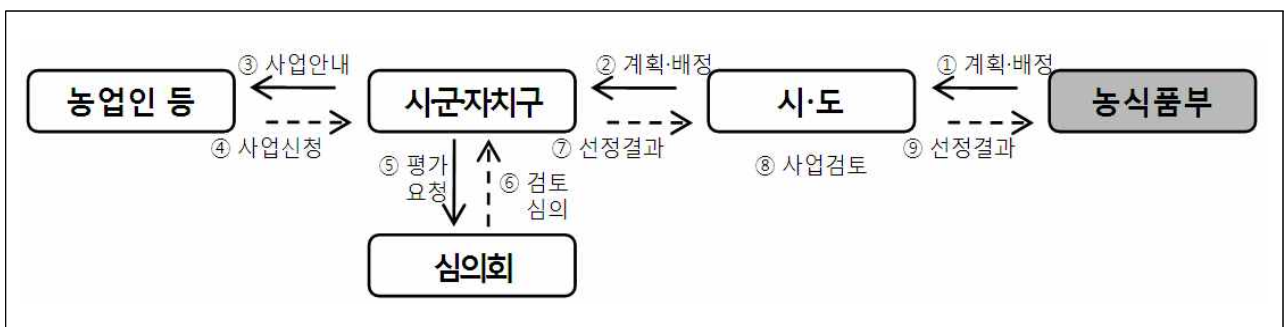 ③ 사업안내
② 계획·배정
① 계획·배정
농업인 등
시·군·자치구
시·도
농식품부
④ 사업신청
⑦ 선정결과
⑧ 사업검토
⑨ 선정결과
⑤ 평가
요청
⑥ 검토
심의
심의회